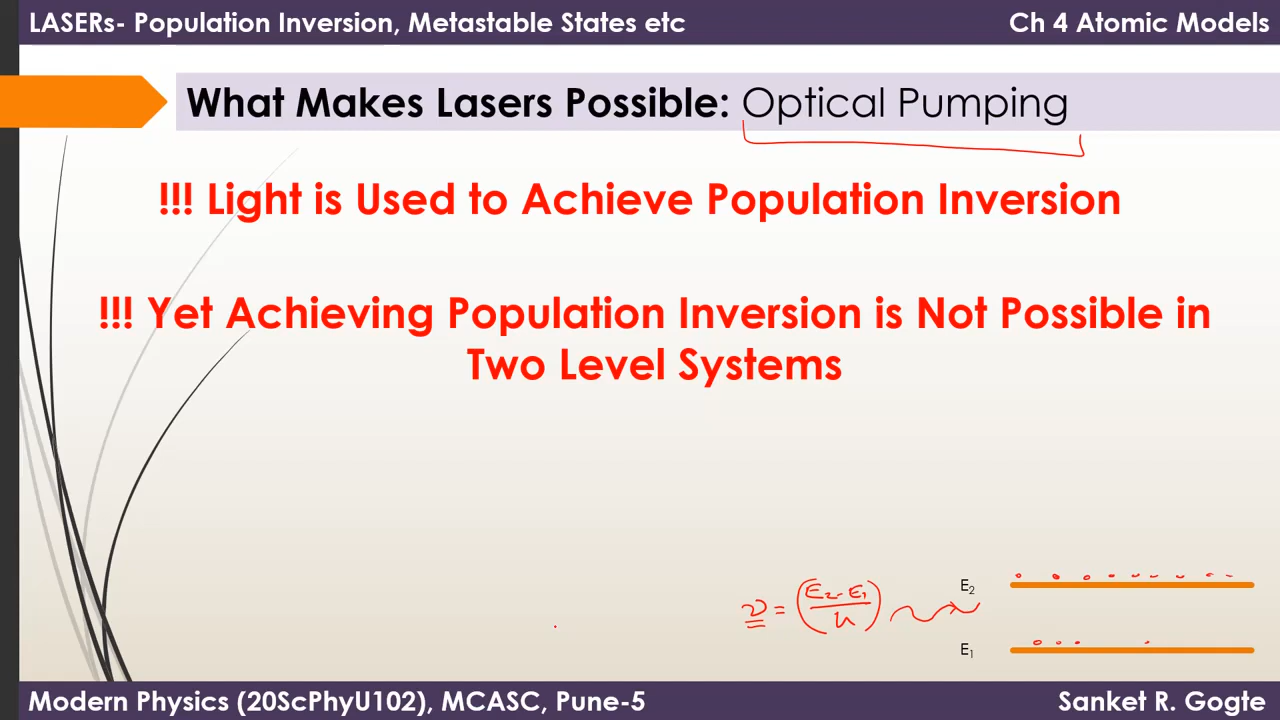 LASERs- Population Inversion, Metastable States etc Ch 4 Atomic Models
What Makes Lasers Possible: Optical Pumping
!!! Light is Used to Achieve Population Inversion
!!! Yet Achieving Population Inversion is Not Possible in
Two Level Systems
ν = (E₂-E₁/h)
E₂
E₁
Modern Physics (20ScPhyU102), MCASC, Pune-5 Sanket R. Gogte